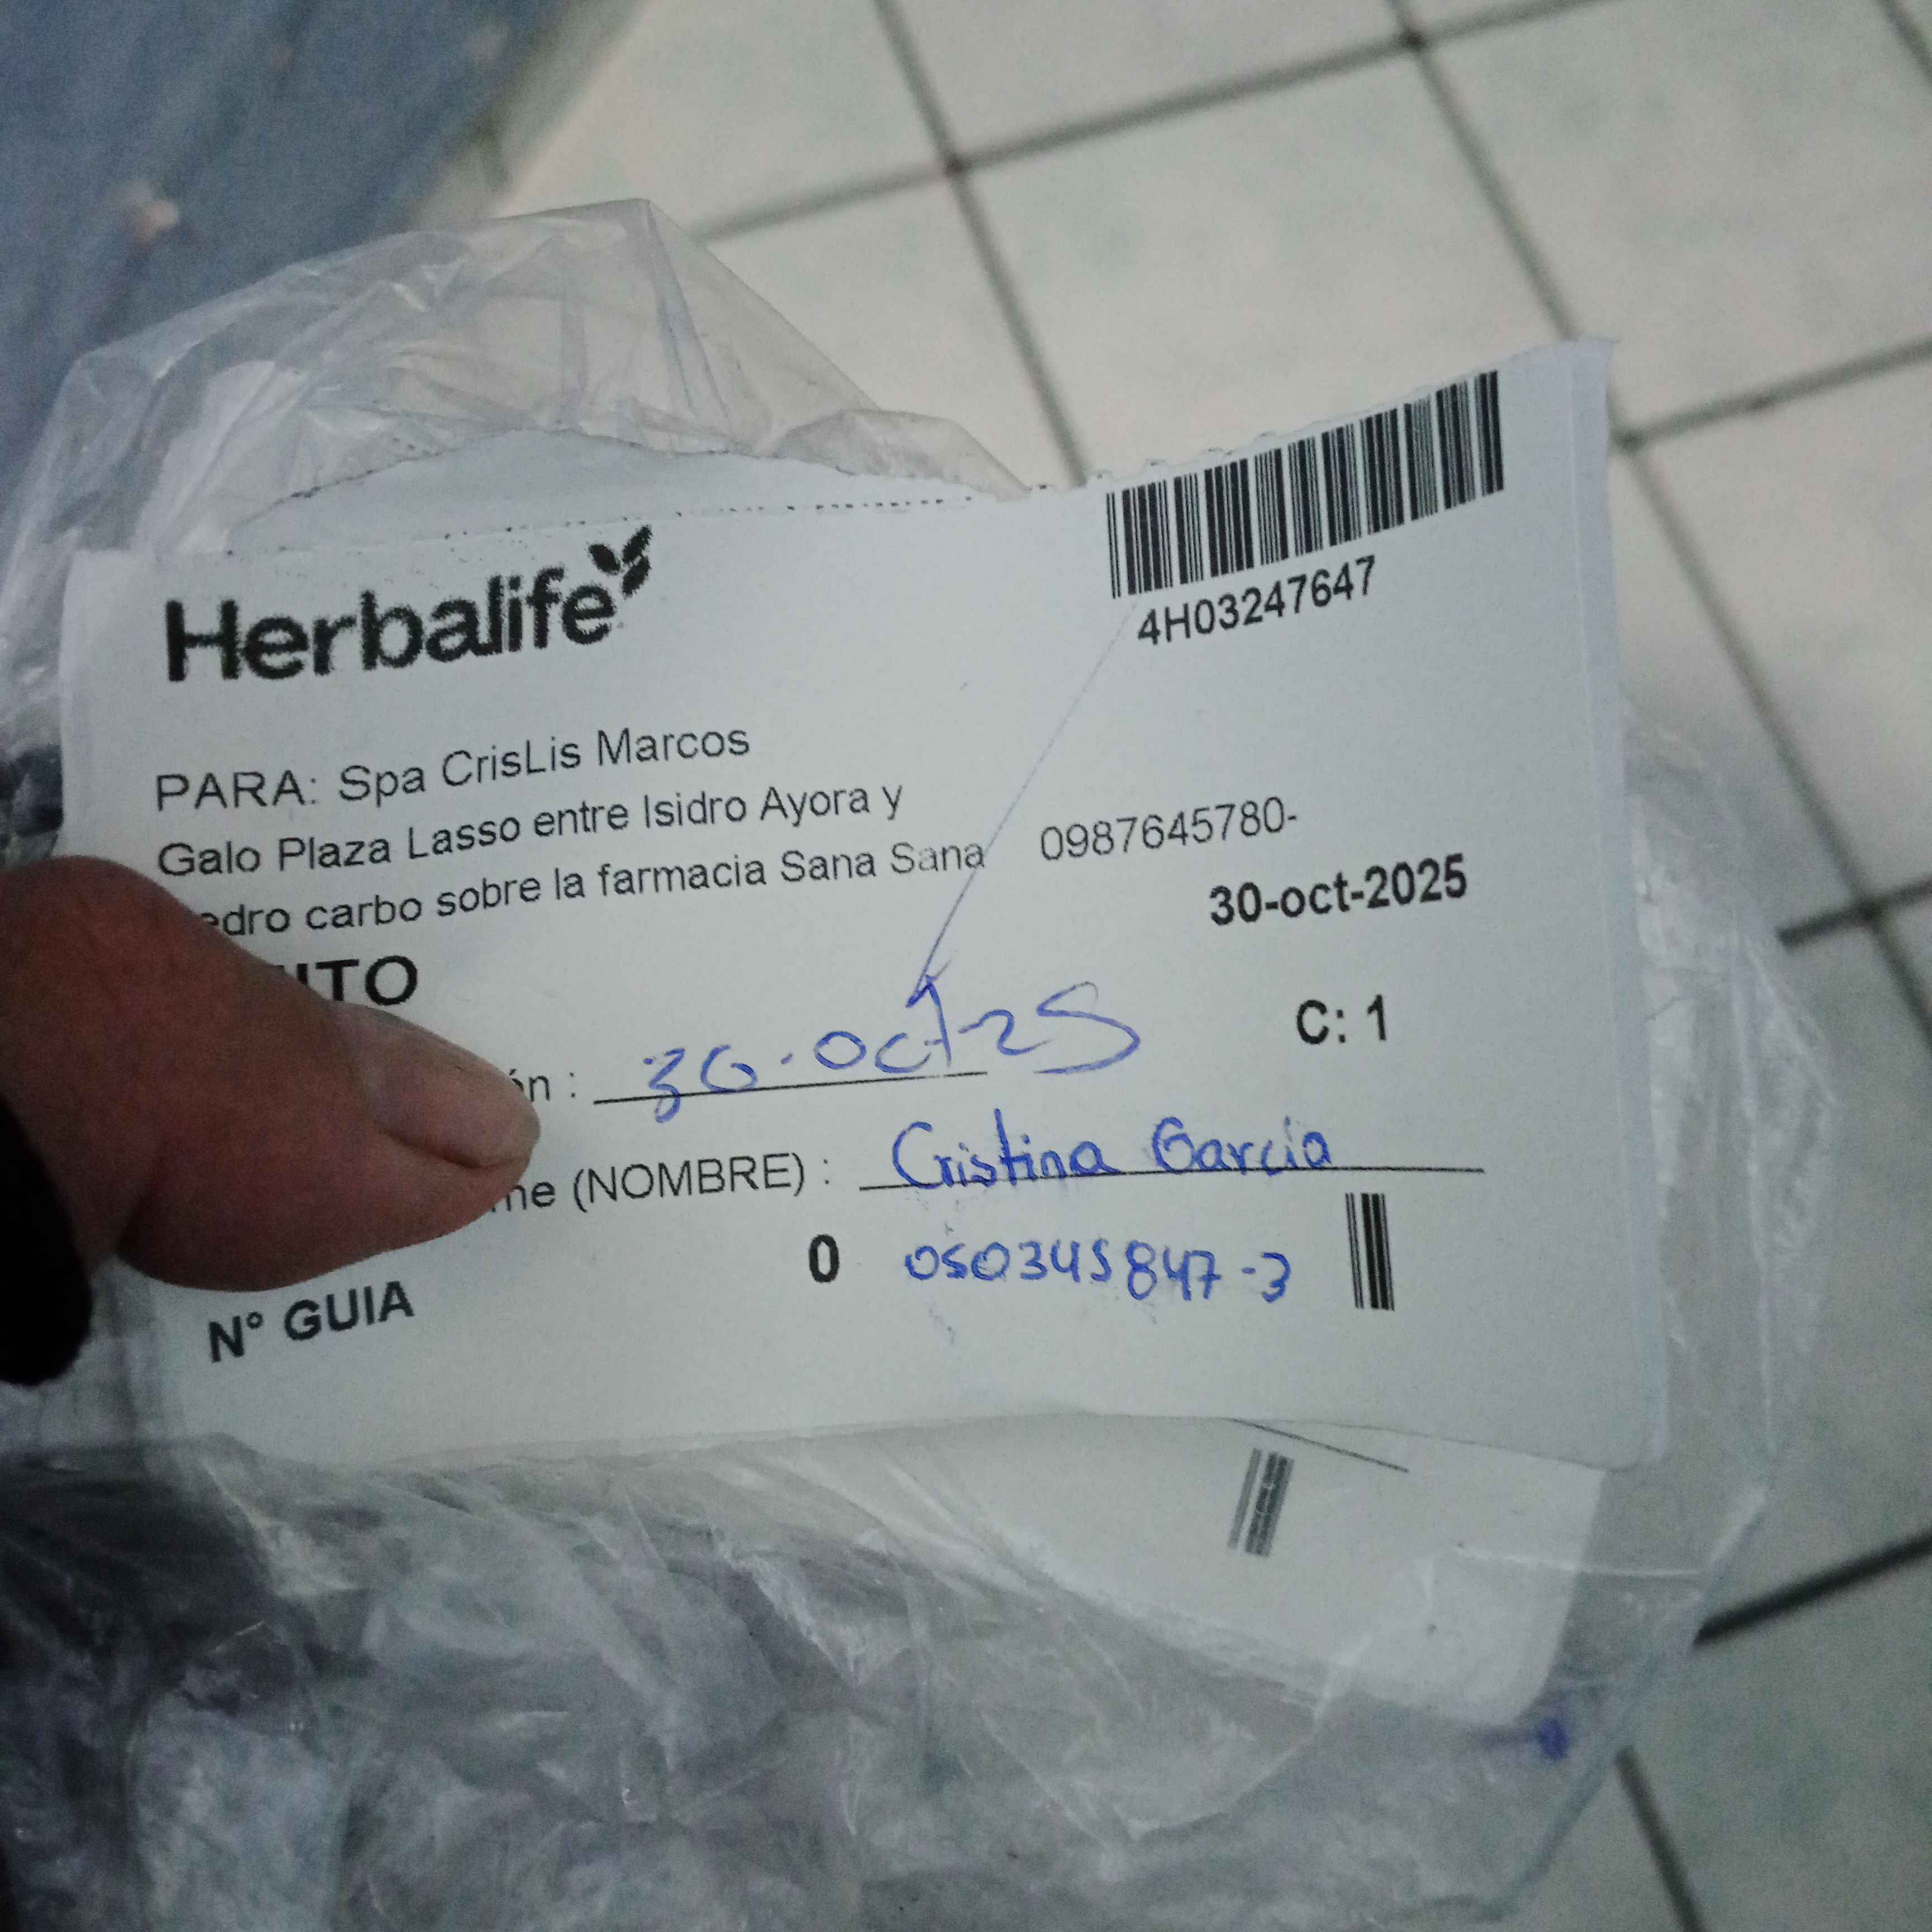 Herbalife
4H03247647
PARA: Spa CrisLis Marcos
Galo Plaza Lasso entre Isidro Ayora y
edro carbo sobre la farmacia Sana Sana 0987645780-
30-oct-2025
ITO
C: 1
ón : 30-oct-25
me (NOMBRE) : Cristina Garcia
0 050345847-3
N° GUIA